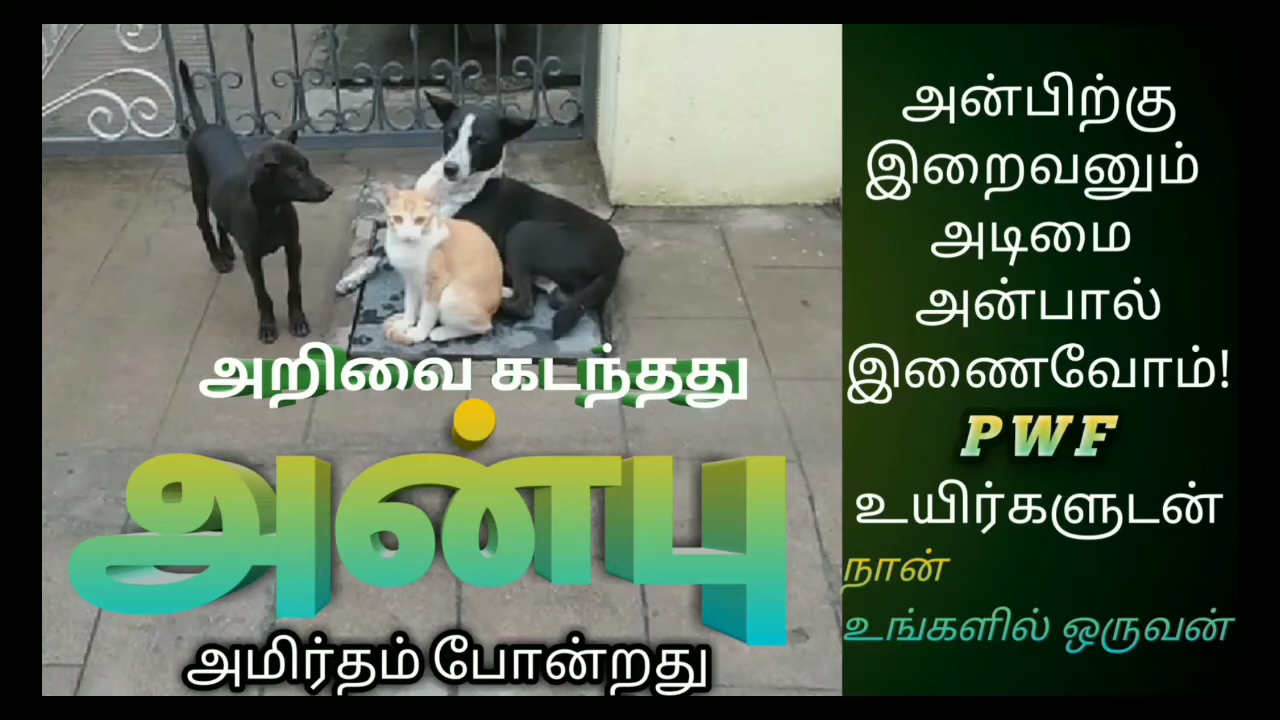 அறிவை கடந்தது
அன்பு
அமிர்தம் போன்றது
அன்பிற்கு
இறைவனும்
அடிமை
அன்பால்
இணைவோம்!
PWF
உயிர்களுடன்
நான்
உங்களில் ஒருவன்